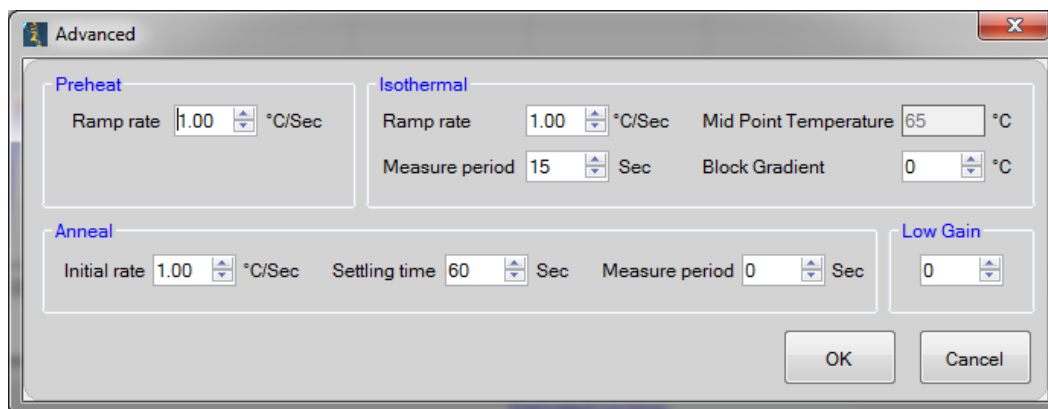 Advanced
Preheat
Ramp rate 1.00 °C/Sec
Isothermal
Ramp rate 1.00 °C/Sec Mid Point Temperature 65 °C
Measure period 15 Sec Block Gradient 0 °C
Anneal
Initial rate 1.00 °C/Sec Settling time 60 Sec Measure period 0 Sec
Low Gain
0
OK Cancel